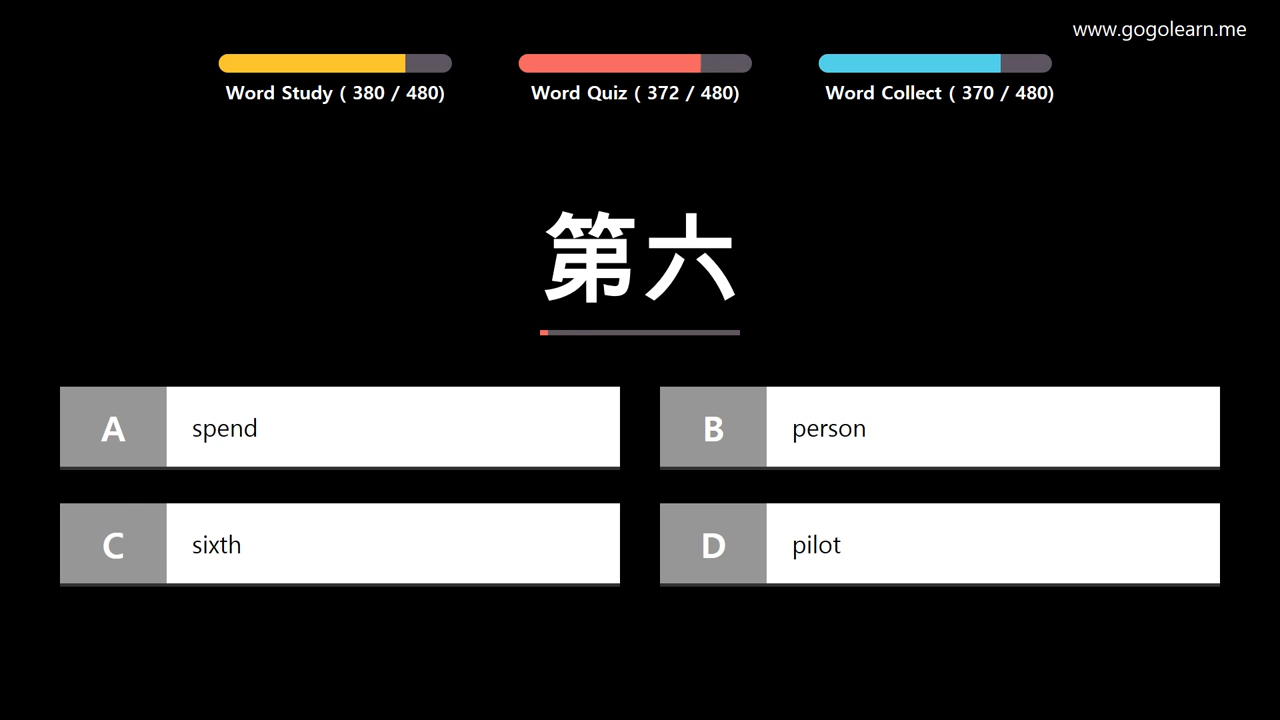 www.gogolearn.me
Word Study ( 380 / 480)
Word Quiz ( 372 / 480)
Word Collect ( 370 / 480)
第六
A spend
B person
C sixth
D pilot